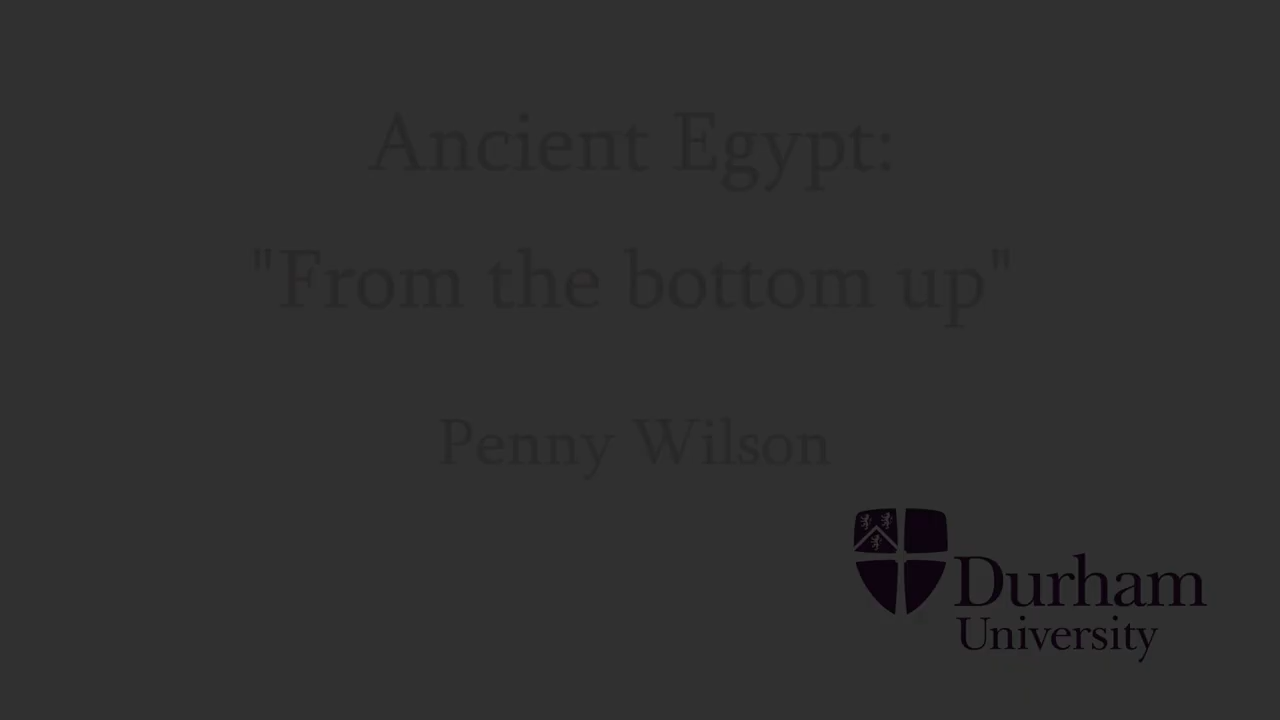 Ancient Egypt:
"From the bottom up"
Penny Wilson
Durham
University